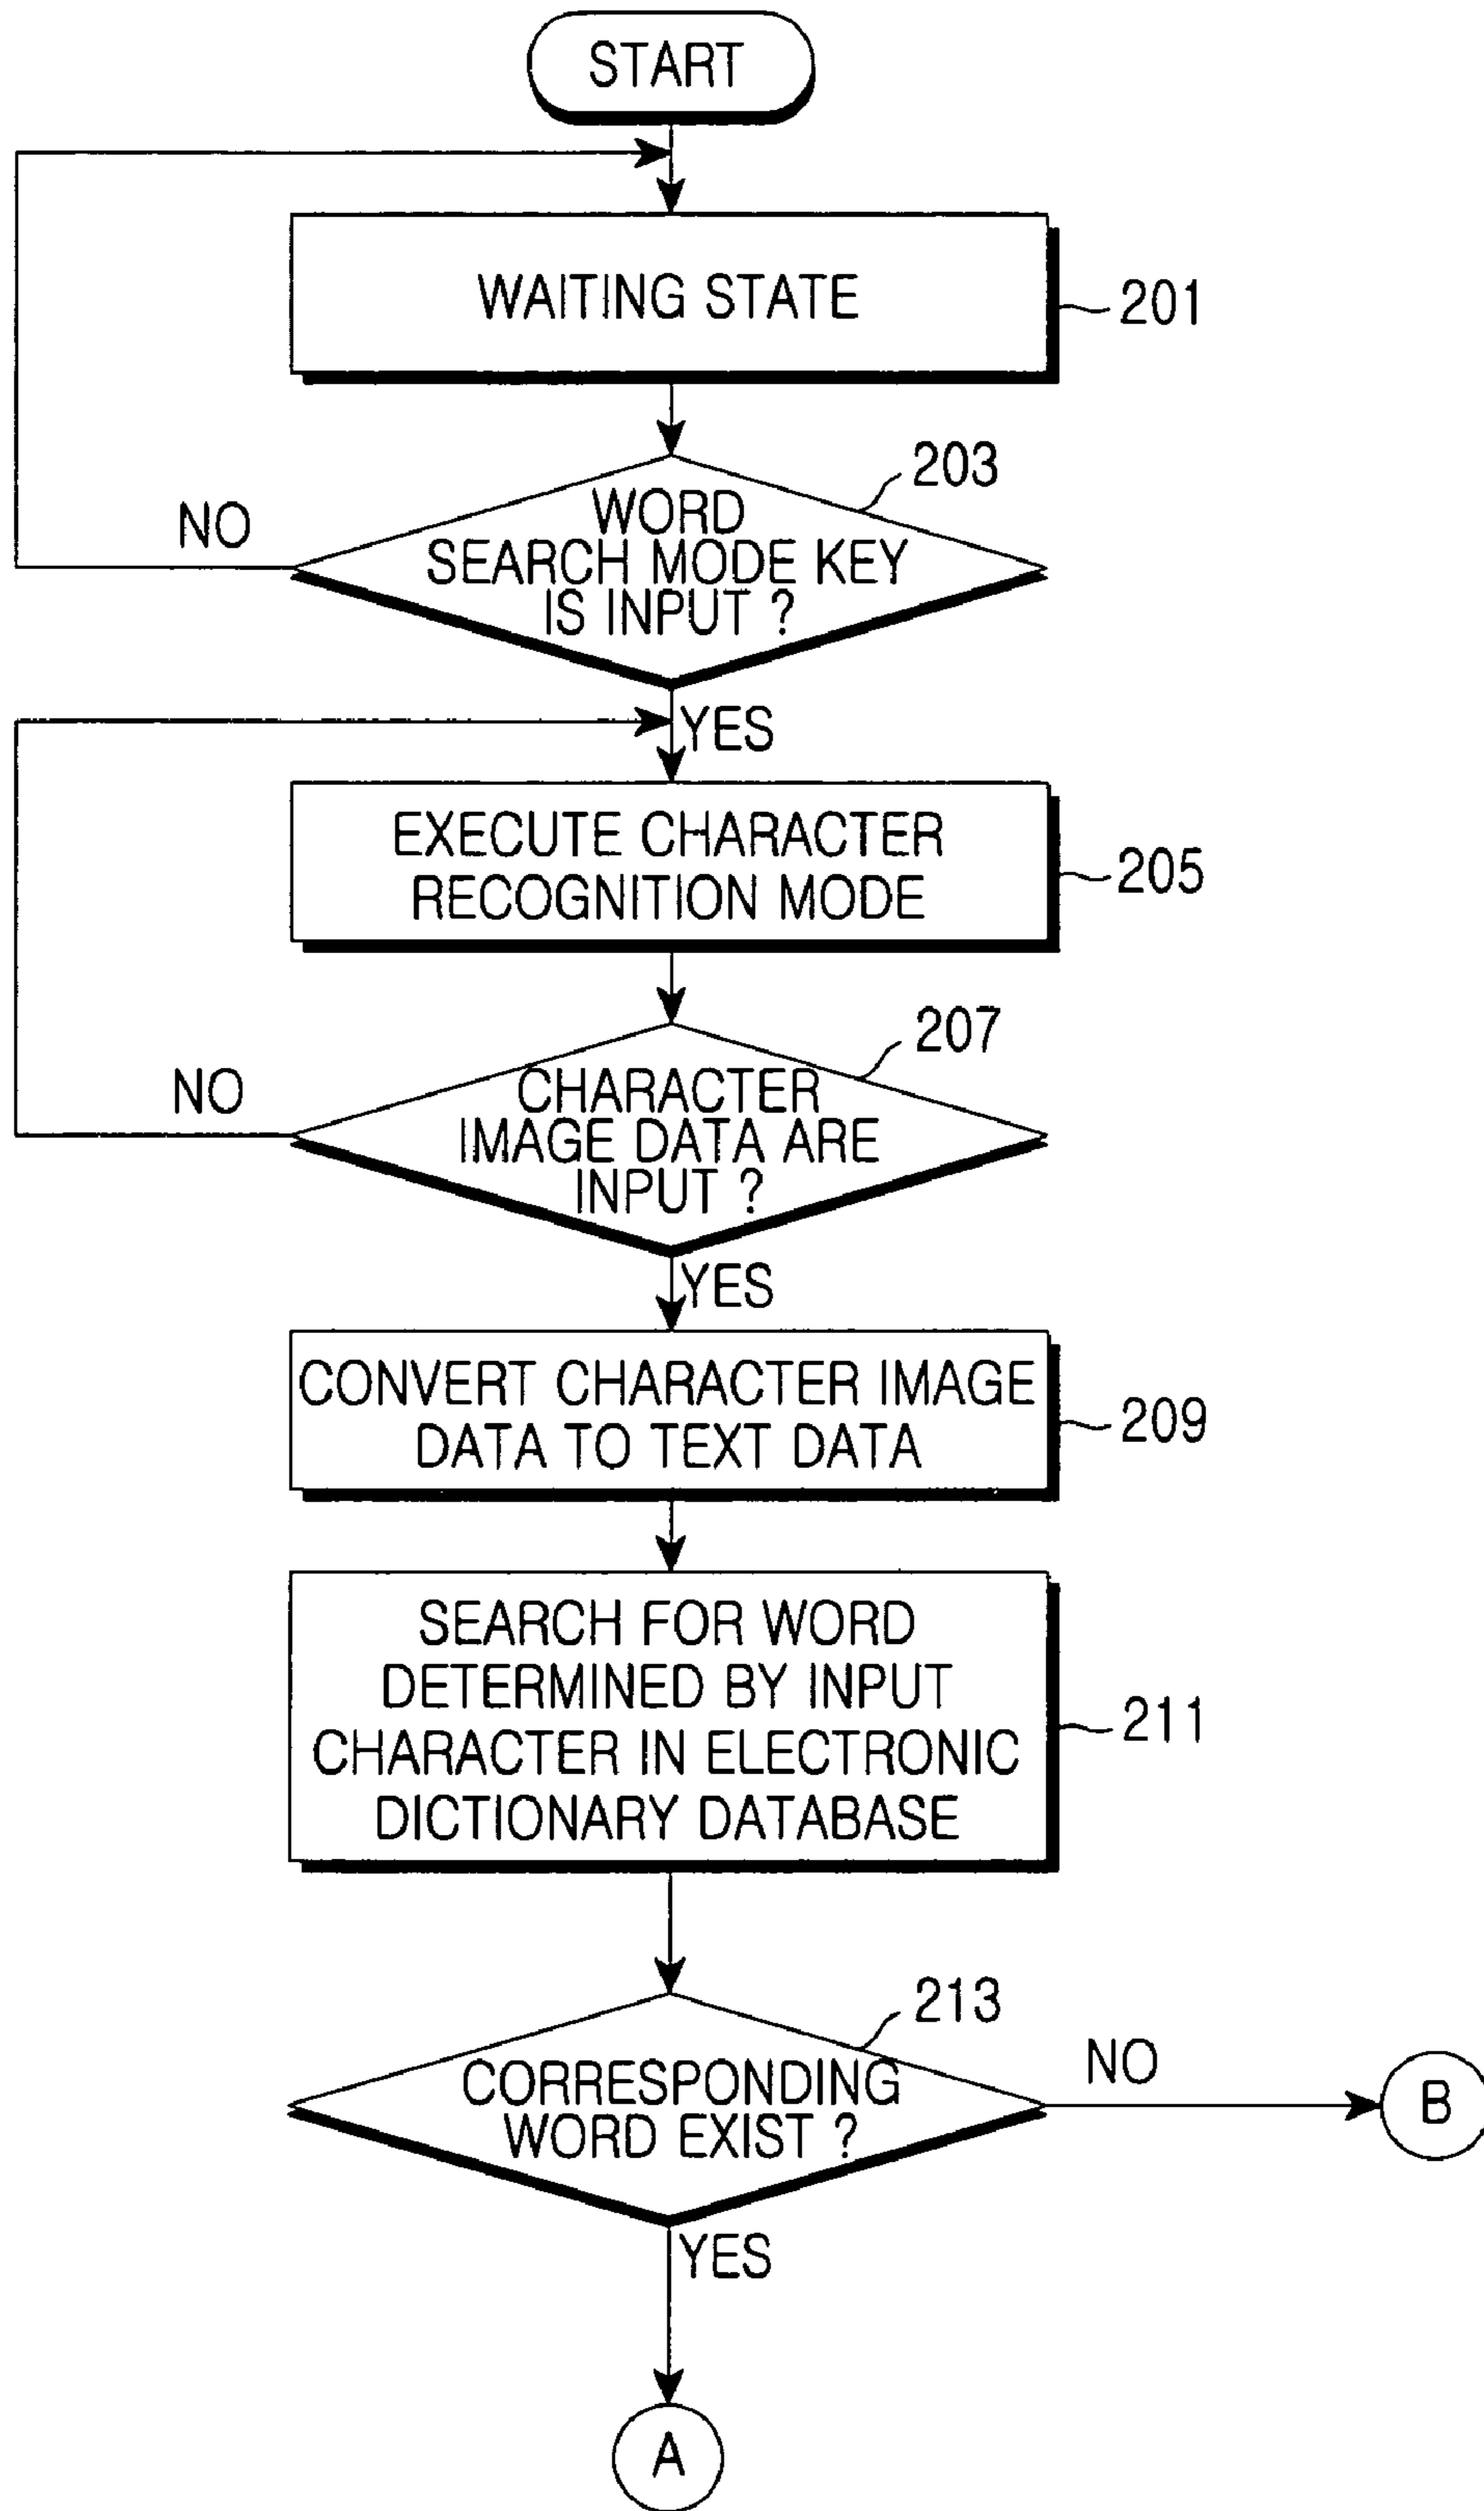 START
WAITING STATE
201
203
NO
WORD
SEARCH MODE KEY
IS INPUT ?
YES
EXECUTE CHARACTER
RECOGNITION MODE
205
207
NO
CHARACTER
IMAGE DATA ARE
INPUT ?
YES
CONVERT CHARACTER IMAGE
DATA TO TEXT DATA
209
SEARCH FOR WORD
DETERMINED BY INPUT
CHARACTER IN ELECTRONIC
DICTIONARY DATABASE
211
213
NO
CORRESPONDING
WORD EXIST ?
B
YES
A